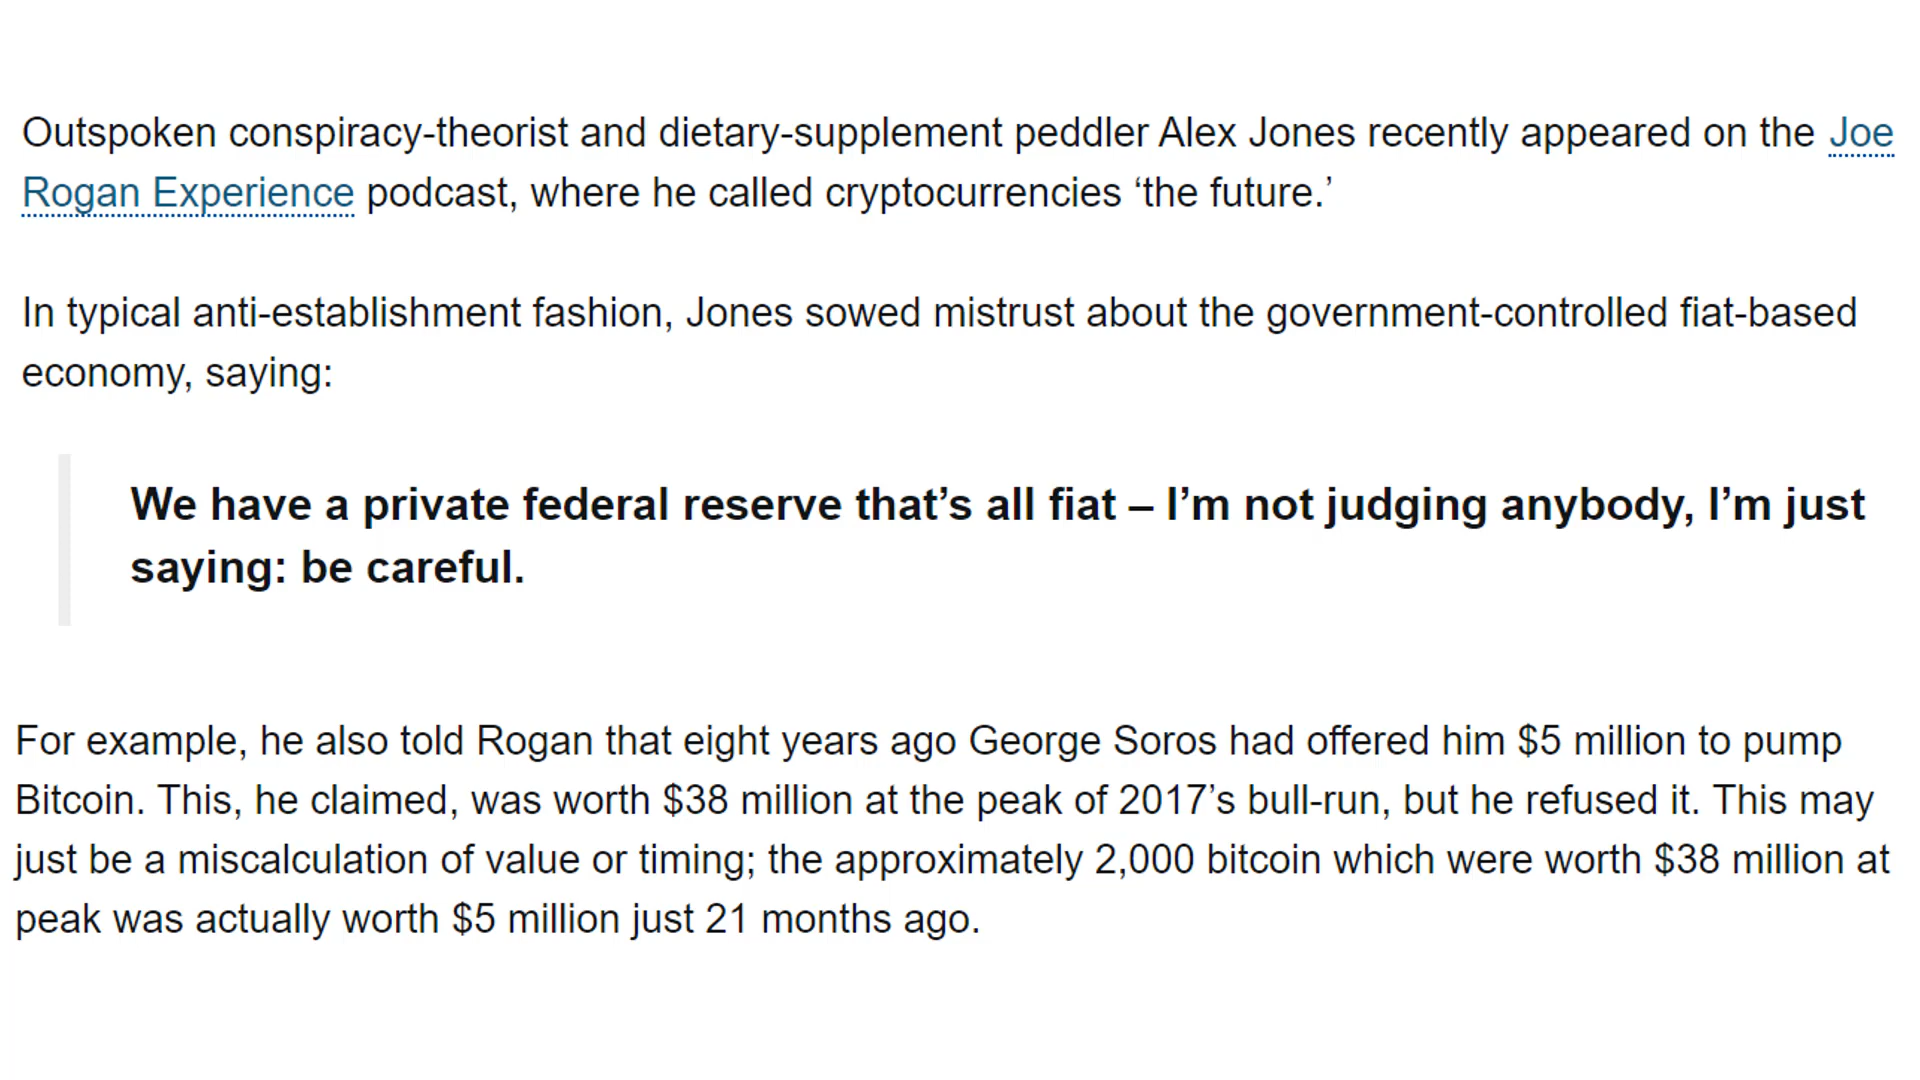 Outspoken conspiracy-theorist and dietary-supplement peddler Alex Jones recently appeared on the Joe
Rogan Experience podcast, where he called cryptocurrencies ‘the future.’
In typical anti-establishment fashion, Jones sowed mistrust about the government-controlled fiat-based
economy, saying:
We have a private federal reserve that’s all fiat – I’m not judging anybody, I’m just
saying: be careful.
For example, he also told Rogan that eight years ago George Soros had offered him $5 million to pump
Bitcoin. This, he claimed, was worth $38 million at the peak of 2017’s bull-run, but he refused it. This may
just be a miscalculation of value or timing; the approximately 2,000 bitcoin which were worth $38 million at
peak was actually worth $5 million just 21 months ago.